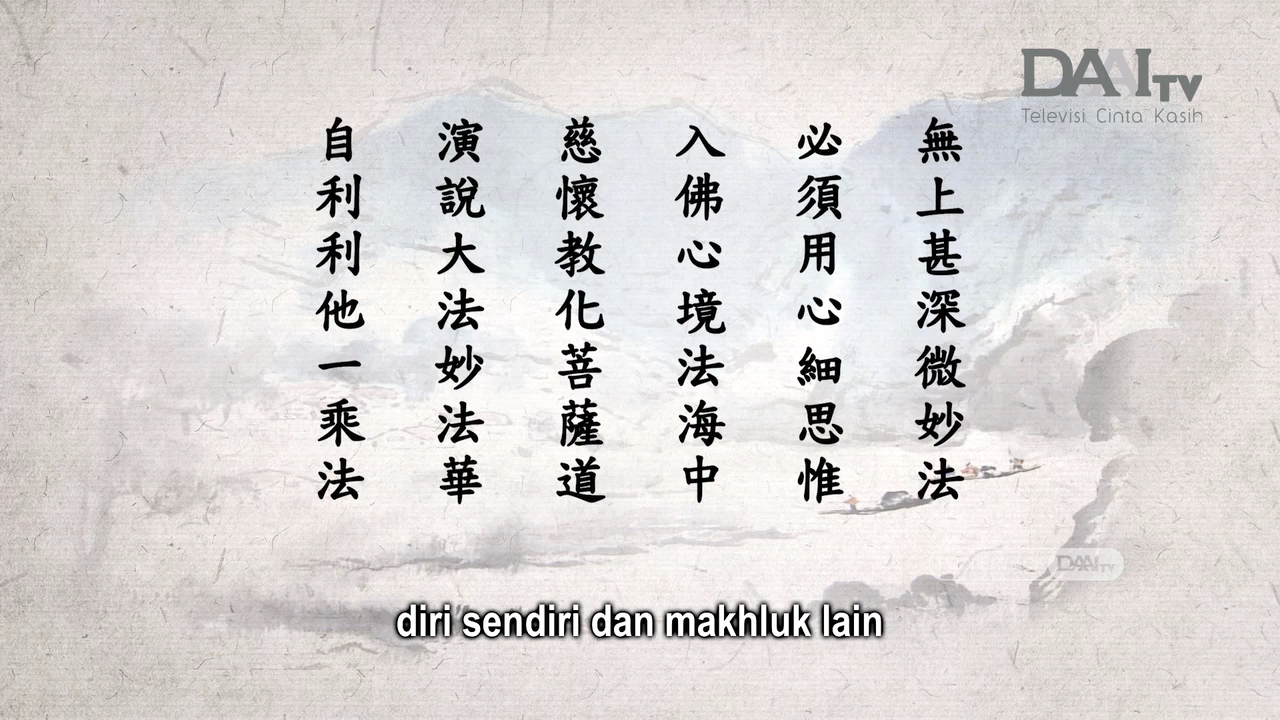 DAAI TV
Televisi Cinta Kasih
無上甚深微妙法
必須用心細思惟
入佛心境法海中
慈懷教化菩薩道
演說大法妙法華
自利利他一乘法
DAAI TV
diri sendiri dan makhluk lain